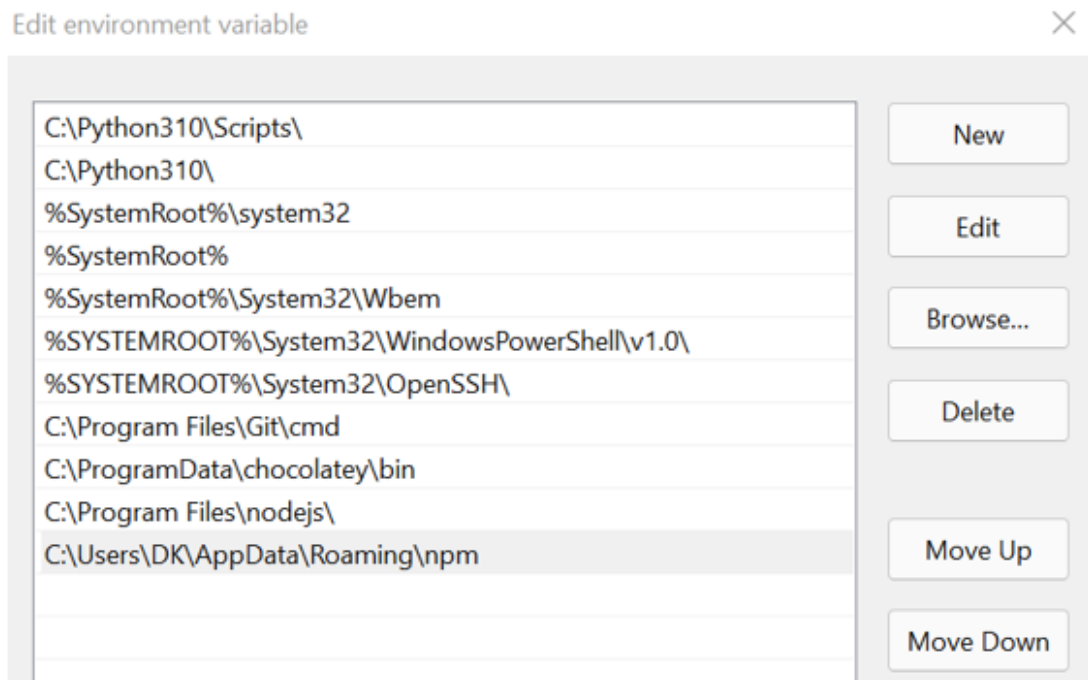 Edit environment variable
C:\Python310\Scripts\
New
C:\Python310\
%SystemRoot%\system32
Edit
%SystemRoot%
%SystemRoot%\System32\Wbem
Browse...
%SYSTEMROOT%\System32\WindowsPowerShell\v1.0\
%SYSTEMROOT%\System32\OpenSSH\
Delete
C:\Program Files\Git\cmd
C:\ProgramData\chocolatey\bin
C:\Program Files\nodejs\
C:\Users\DK\AppData\Roaming\npm
Move Up
Move Down